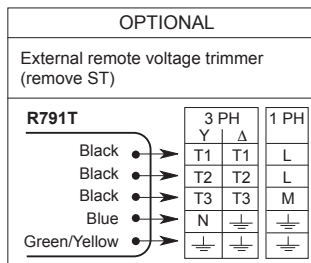 OPTIONAL
External remote voltage trimmer
(remove ST)
R791T 3 PH 1 PH
Y Δ
Black T1 T1 L
Black T2 T2 L
Black T3 T3 M
Blue N
Green/Yellow